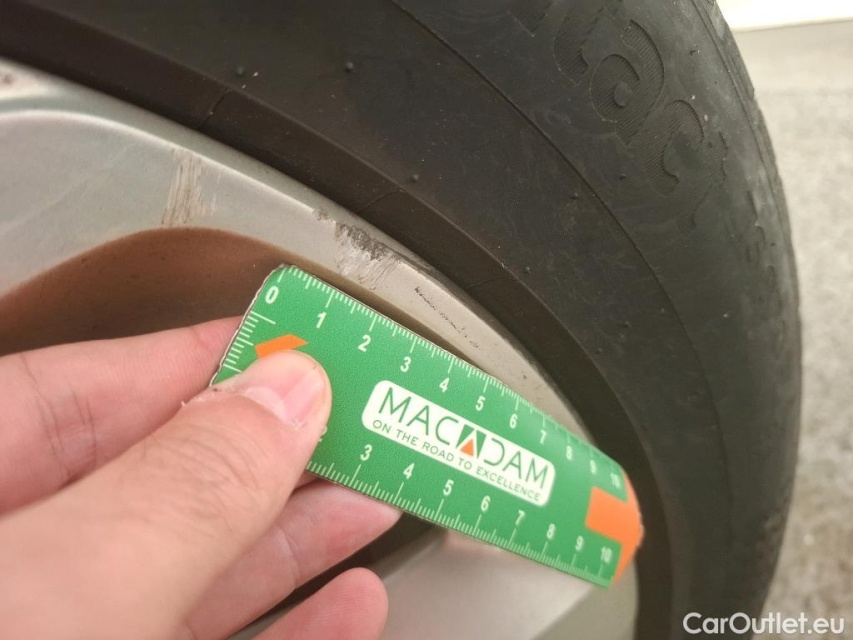 0 1 2 3 4 5 6 7 8 9 10
MACADAM
ON THE ROAD TO EXCELLENCE
3 4 5 6 7 8 9 10
CarOutlet.eu